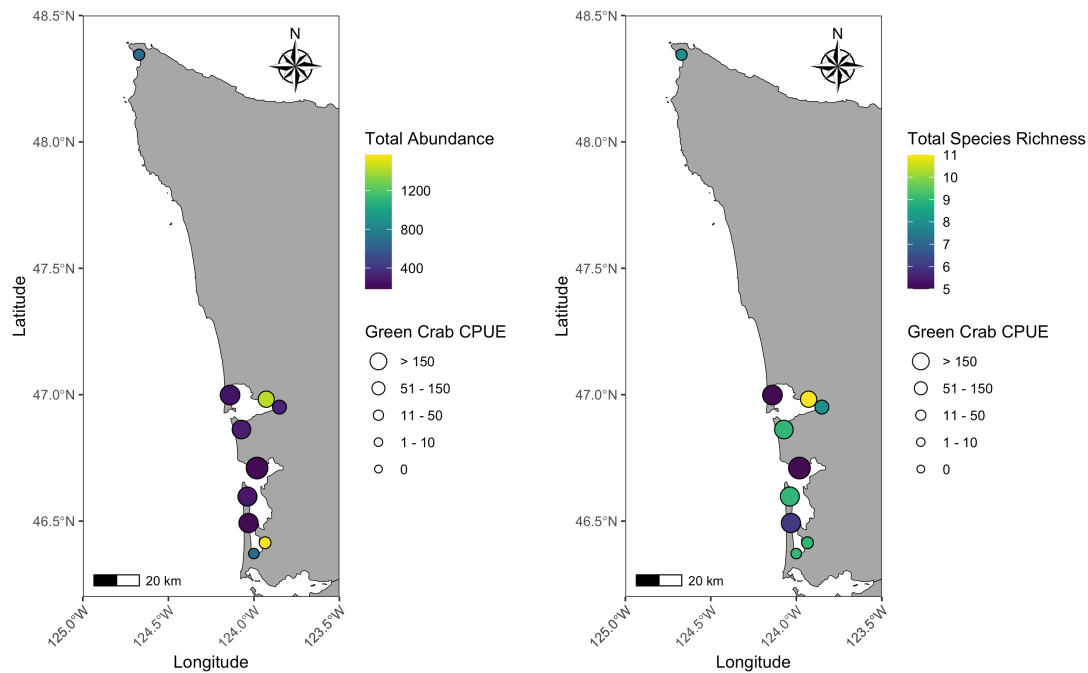 48.5°N
48.0°N
47.5°N
47.0°N
46.5°N
Latitude
125.0°W
124.5°W
124.0°W
123.5°W
Longitude
N
20 km
Total Abundance
1200
800
400
Green Crab CPUE
> 150
51 - 150
11 - 50
1 - 10
0
48.5°N
48.0°N
47.5°N
47.0°N
46.5°N
Latitude
125.0°W
124.5°W
124.0°W
123.5°W
Longitude
N
20 km
Total Species Richness
11
10
9
8
7
6
5
Green Crab CPUE
> 150
51 - 150
11 - 50
1 - 10
0